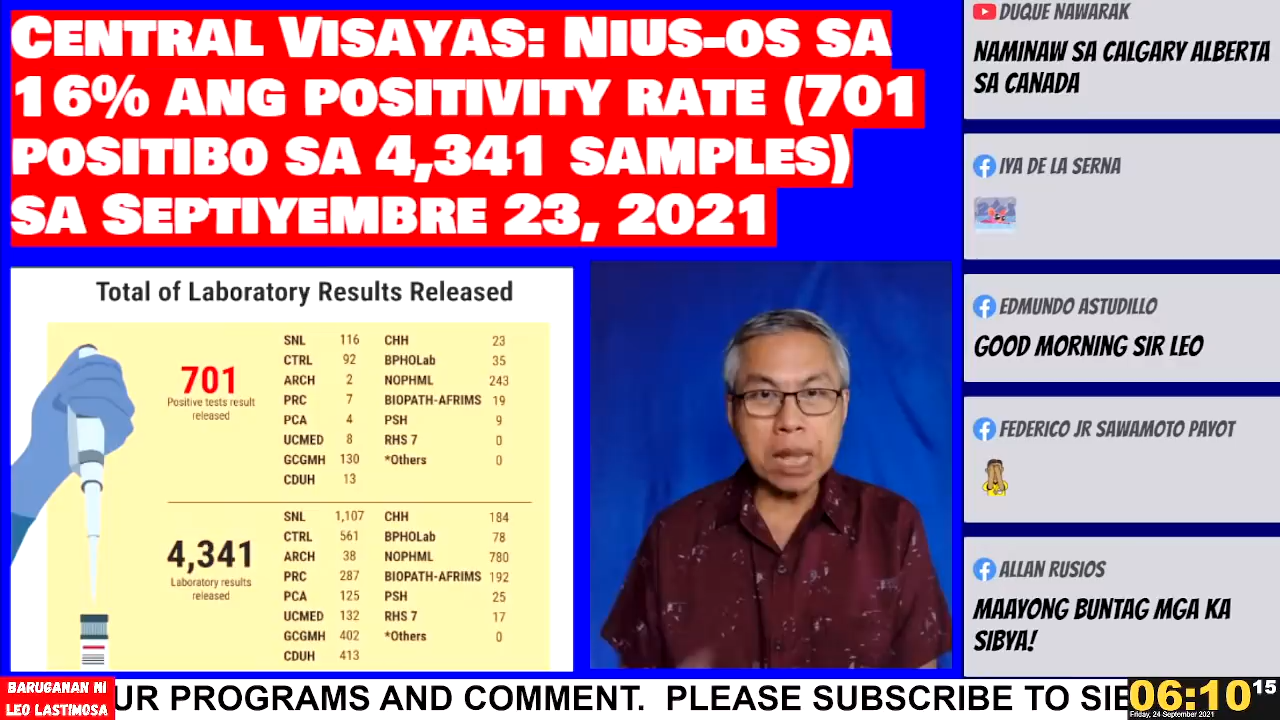 CENTRAL VISAYAS: NIUS-OS SA
16% ANG POSITIVITY RATE (701
POSITIBO SA 4,341 SAMPLES)
SA SEPTIYEMBRE 23, 2021
Total of Laboratory Results Released
701
Positive tests result
released
SNL 116 CHH 23
CTRL 92 BPHOLab 35
ARCH 2 NOPHML 243
PRC 7 BIOPATH-AFRIMS 19
PCA 4 PSH 9
UCMED 8 RHS 7 0
GCGMH 130 *Others 0
CDUH 13
4,341
Laboratory results
released
SNL 1,107 CHH 184
CTRL 561 BPHOLab 78
ARCH 38 NOPHML 780
PRC 287 BIOPATH-AFRIMS 192
PCA 125 PSH 25
UCMED 132 RHS 7 17
GCGMH 402 *Others 0
CDUH 413
DUQUE NAWARAK
NAMINAW SA CALGARY ALBERTA
SA CANADA
IYA DE LA SERNA
EDMUNDO ASTUDILLO
GOOD MORNING SIR LEO
FEDERICO JR SAWAMOTO PAYOT
ALLAN RUSIOS
MAAYONG BUNTAG MGA KA
SIBYA!
BARUGANAN NI
LEO LASTIMOSA
UR PROGRAMS AND COMMENT. PLEASE SUBSCRIBE TO SIB
06:10 15
Friday, 24 September 2021